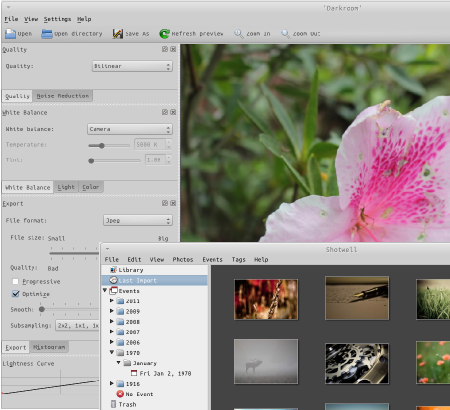 'Darkroom'
File View Settings Help
Open Open directory Save As Refresh preview Zoom in Zoom Out
Quality
Quality: Bilinear
Quality Noise Reduction
White Balance
White balance: Camera
Temperature: 5000 K
Tint: 1.00
White Balance Light Color
Export
File format: Jpeg
File size: Small Big
Quality: Bad
Progressive
Optimize
Smooth:
Subsampling: 2x2, 1x1, 1x
Export Histogram
Lightness Curve
Shotwell
File Edit View Photos Events Tags Help
Library
Last Import
Events
2011
2009
2008
2007
2006
1970
January
Fri Jan 2, 1970
1916
No Event
Trash